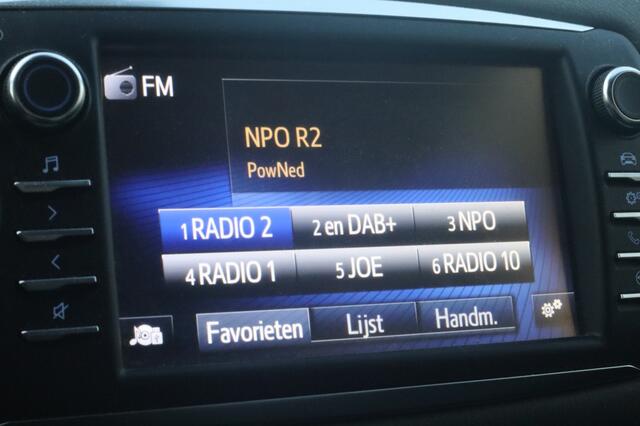 FM
NPO R2
PowNed
1 RADIO 2 2 en DAB+ 3 NPO
4 RADIO 1 5 JOE 6 RADIO 10
Favorieten Lijst Handm.